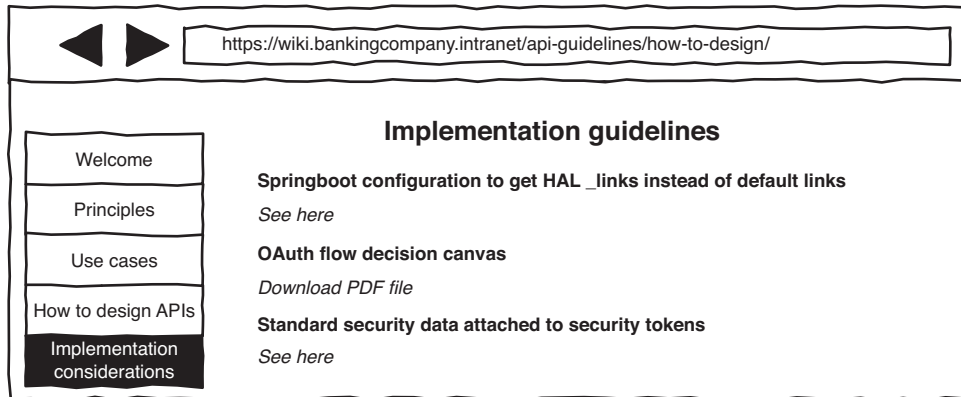 https://wiki.bankingcompany.intranet/api-guidelines/how-to-design/
Welcome
Principles
Use cases
How to design APIs
Implementation
considerations
Implementation guidelines
Springboot configuration to get HAL _links instead of default links
See here
OAuth flow decision canvas
Download PDF file
Standard security data attached to security tokens
See here